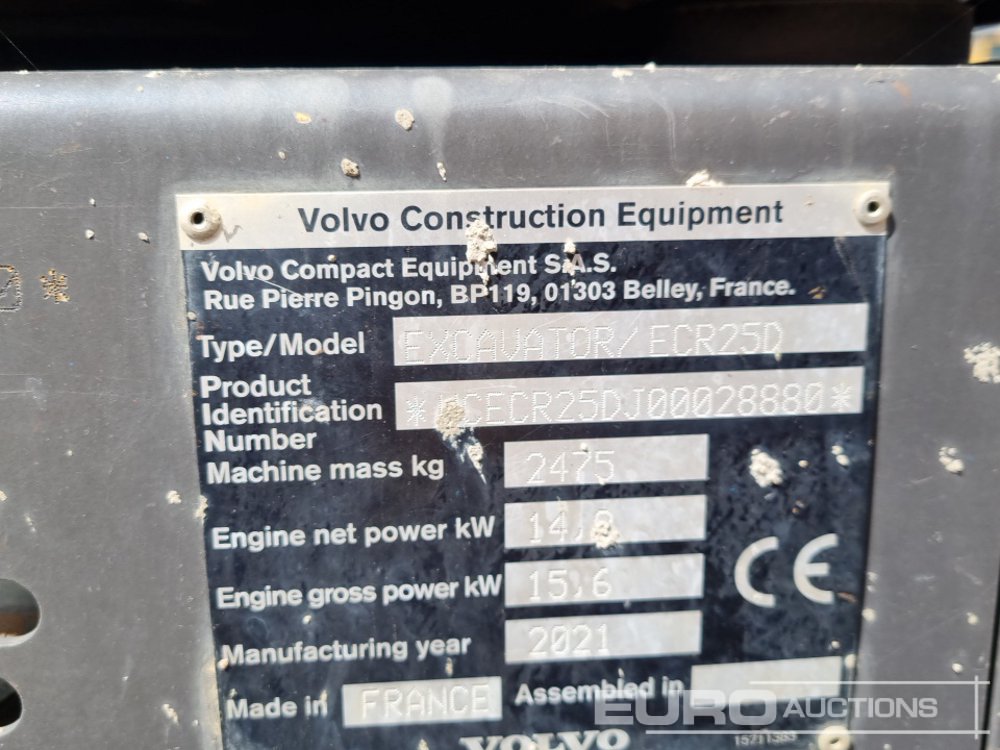 Volvo Construction Equipment
Volvo Compact Equipment S.A.S.
Rue Pierre Pingon, BP119, 01303 Belley, France.
Type/Model EXCAVATOR/ECR25D
Product
Identification
Number
Machine mass kg 2475
Engine net power kW
Engine gross power kW 15,6
Manufacturing year 2021
Made in FRANCE Assembled in
VOLVO
EURO AUCTIONS